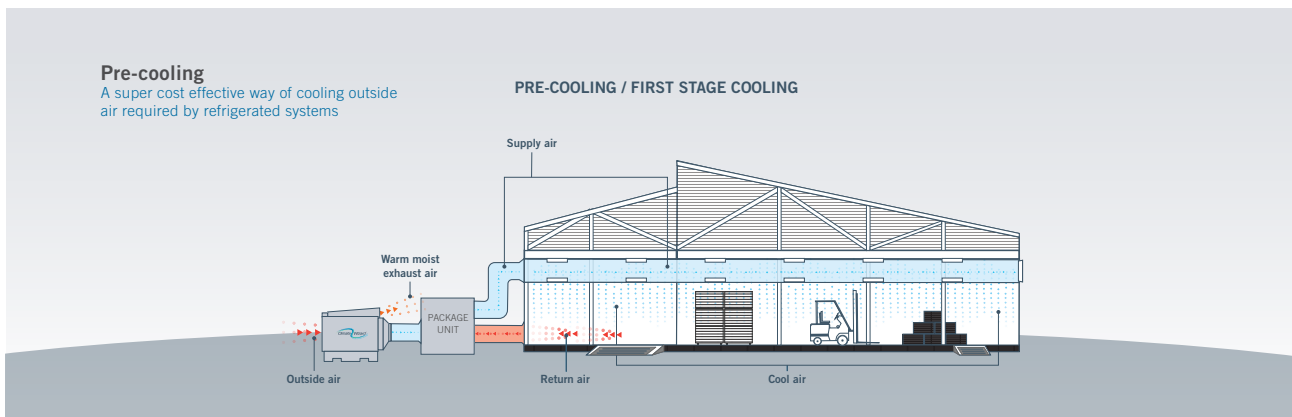 Pre-cooling
A super cost effective way of cooling outside
air required by refrigerated systems
PRE-COOLING / FIRST STAGE COOLING
Supply air
Warm moist
exhaust air
PACKAGE
UNIT
Outside air
Return air
Cool air